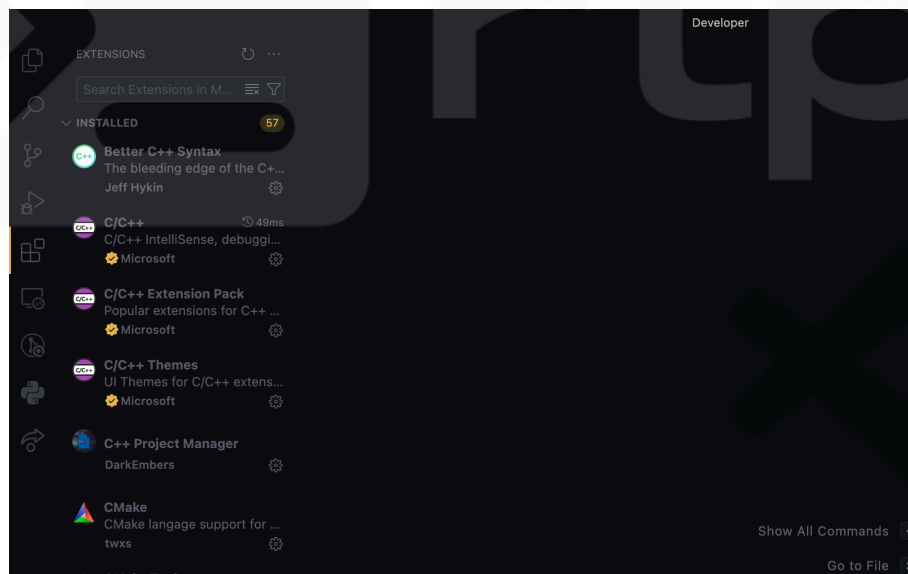 Developer
EXTENSIONS
Search Extensions in M...
INSTALLED
57
C++
Better C++ Syntax
The bleeding edge of the C+...
Jeff Hykin
C/C++
C/C++
49ms
C/C++ IntelliSense, debuggi...
Microsoft
C/C++
C/C++ Extension Pack
Popular extensions for C++ ...
Microsoft
C/C++
C/C++ Themes
UI Themes for C/C++ extens...
Microsoft
C++ Project Manager
DarkEmbers
CMake
CMake langage support for ...
twxs
Show All Commands
Go to File